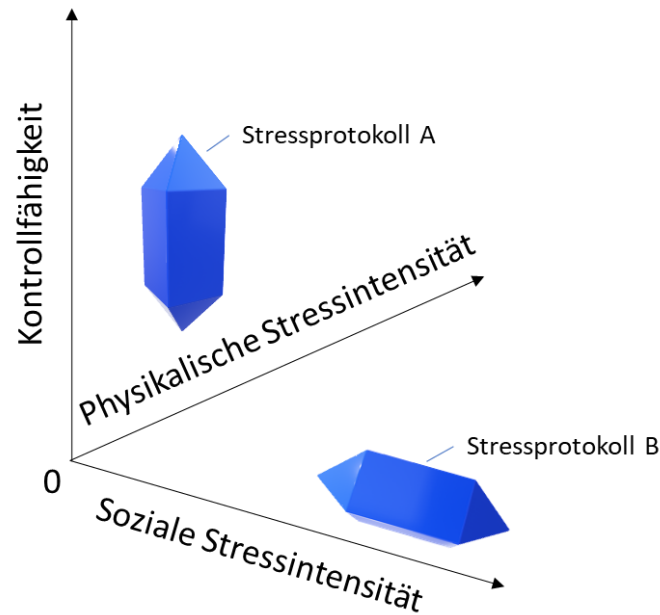 Kontrollfähigkeit
Stressprotokoll A
Physikalische Stressintensität
Stressprotokoll B
0
Soziale Stressintensität